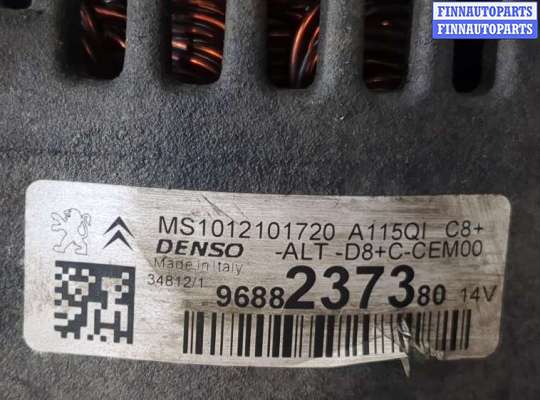 FINNAUTOPARTS
FINNAUTOPARTS
MS1012101720 A115QI C8+
DENSO -ALT -D8+C-CEM00
Made in Italy
34812/1
9688237380 14V